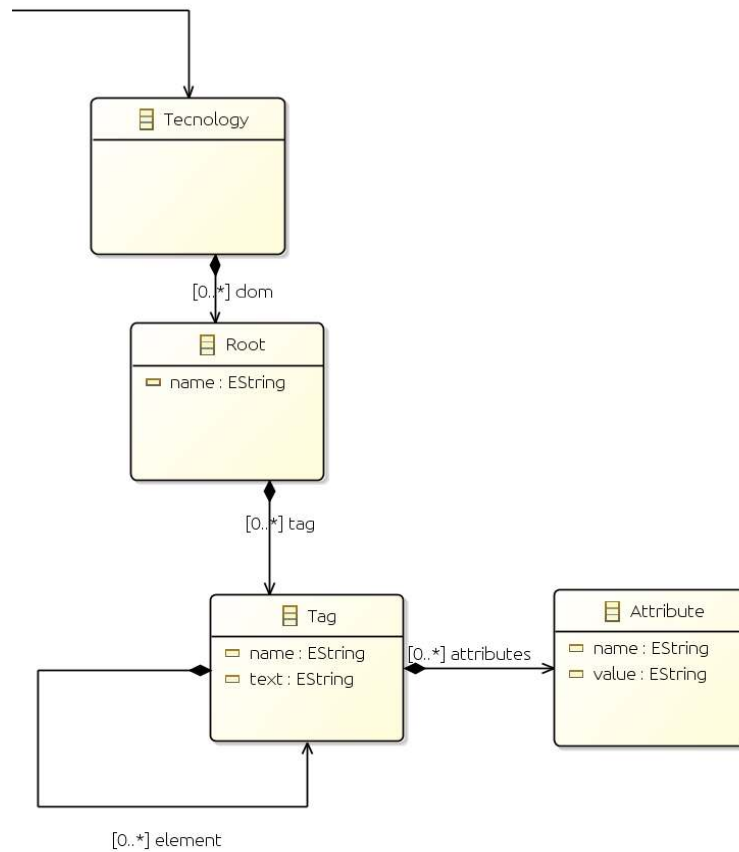 Tecnology
[0..*] dom
Root
name : EString
[0..*] tag
Tag
name : EString
text : EString
[0..*] attributes
Attribute
name : EString
value : EString
[0..*] element